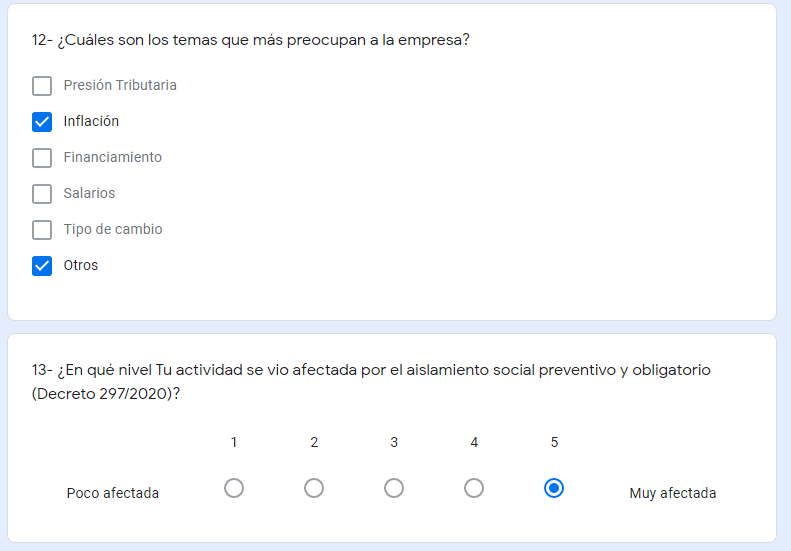 12- ¿Cuáles son los temas que más preocupan a la empresa?
Presión Tributaria
Inflación
Financiamiento
Salarios
Tipo de cambio
Otros
13- ¿En qué nivel Tu actividad se vio afectada por el aislamiento social preventivo y obligatorio
(Decreto 297/2020)?
1 2 3 4 5
Poco afectada Muy afectada